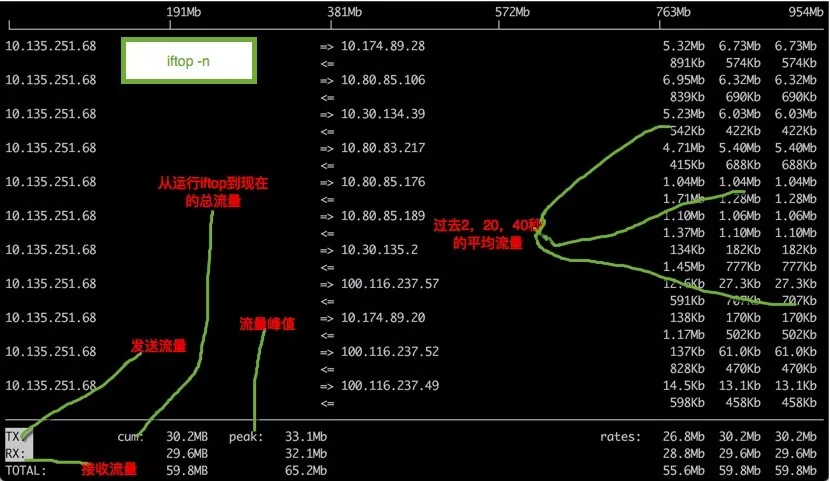 191Mb 381Mb 572Mb 763Mb 954Mb
iftop -n
10.135.251.68 => 10.174.89.28 5.32Mb 6.73Mb 6.73Mb
<= 891Kb 574Kb 574Kb
10.135.251.68 => 10.80.85.106 6.95Mb 6.32Mb 6.32Mb
<= 839Kb 690Kb 690Kb
10.135.251.68 => 10.30.134.39 5.23Mb 6.03Mb 6.03Mb
<= 542Kb 422Kb 422Kb
10.135.251.68 => 10.80.83.217 4.71Mb 5.40Mb 5.40Mb
<= 415Kb 688Kb 688Kb
10.135.251.68 => 10.80.85.176 1.04Mb 1.04Mb 1.04Mb
<= 1.71Mb 1.28Mb 1.28Mb
10.135.251.68 => 10.80.85.189 1.10Mb 1.06Mb 1.06Mb
<= 1.37Mb 1.10Mb 1.10Mb
10.135.251.68 => 10.30.135.2 134Kb 182Kb 182Kb
<= 1.45Mb 777Kb 777Kb
10.135.251.68 => 100.116.237.57 12.6Kb 27.3Kb 27.3Kb
<= 591Kb 707Kb 707Kb
10.135.251.68 => 10.174.89.20 138Kb 170Kb 170Kb
<= 1.17Mb 502Kb 502Kb
10.135.251.68 => 100.116.237.52 137Kb 61.0Kb 61.0Kb
<= 828Kb 470Kb 470Kb
10.135.251.68 => 100.116.237.49 14.5Kb 13.1Kb 13.1Kb
<= 598Kb 458Kb 458Kb
从运行iftop到现在
的总流量
过去2，20，40秒
的平均流量
流量峰值
发送流量
TX: cum: 30.2MB peak: 33.1Mb rates: 26.8Mb 30.2Mb 30.2Mb
RX: 29.6MB 32.1Mb 28.8Mb 29.6Mb 29.6Mb
TOTAL: 59.8MB 65.2Mb 55.6Mb 59.8Mb 59.8Mb
接收流量